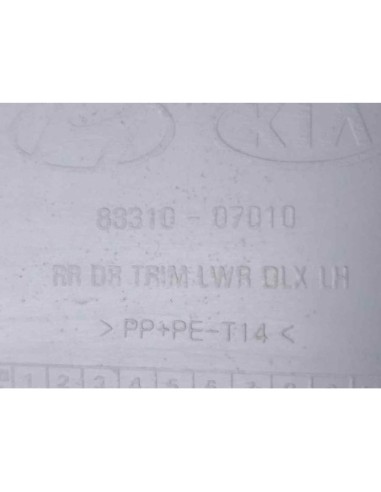 KIA
83310-07010
RR DR TRIM LWR DLX LH
>PP+PE-T14<
1 2 3 4 5 6 7 8